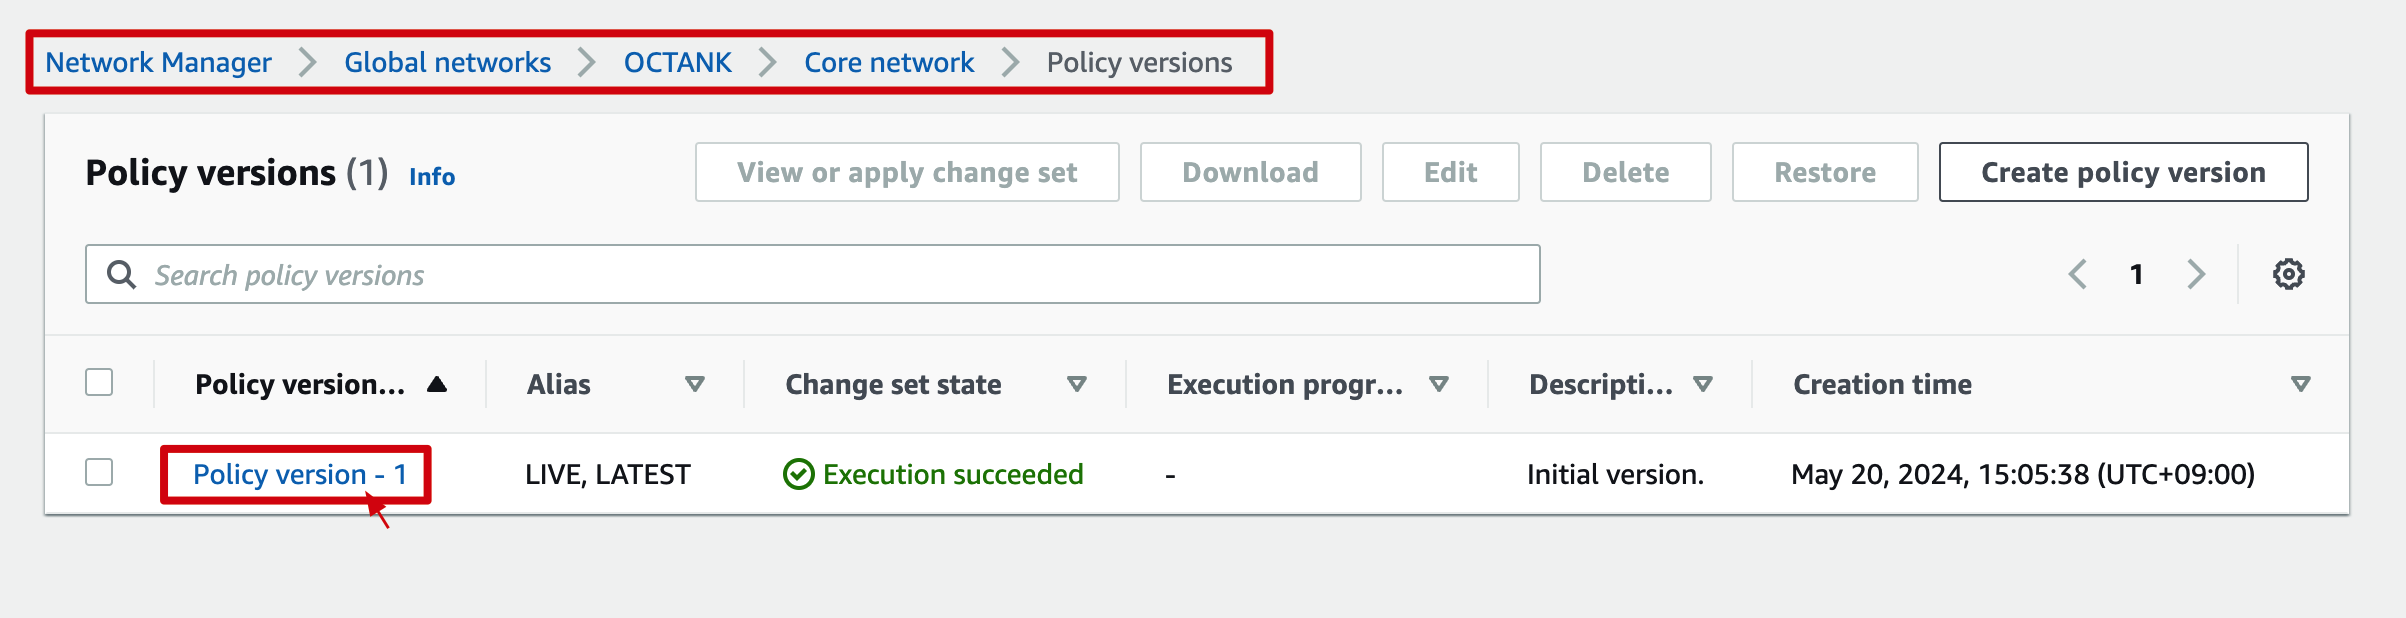 Network Manager > Global networks > OCTANK > Core network > Policy versions
Policy versions (1) Info View or apply change set Download Edit Delete Restore Create policy version
Search policy versions 1
Policy version... Alias Change set state Execution progr... Descripti... Creation time
Policy version - 1 LIVE, LATEST Execution succeeded - Initial version. May 20, 2024, 15:05:38 (UTC+09:00)